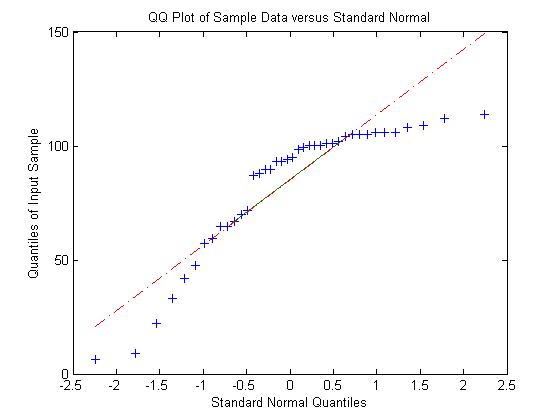 QQ Plot of Sample Data versus Standard Normal
150
100
50
0
Quantiles of Input Sample
-2.5 -2 -1.5 -1 -0.5 0 0.5 1 1.5 2 2.5
Standard Normal Quantiles